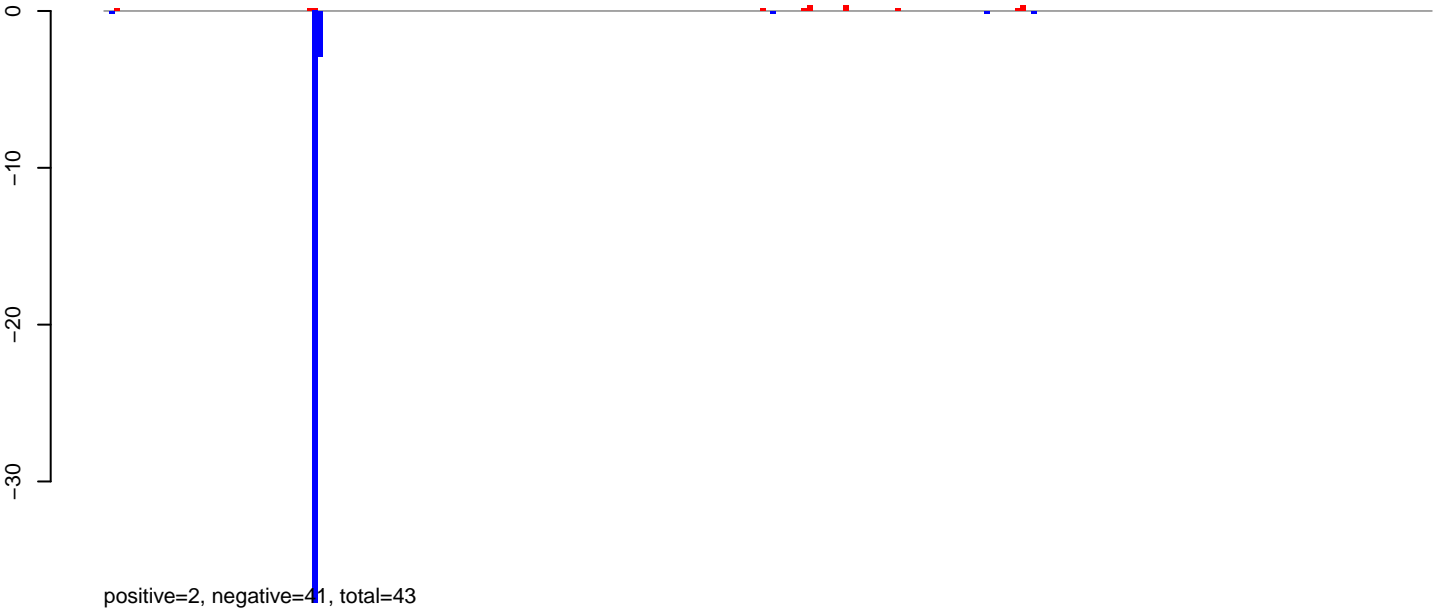 0
−10
−20
−30
positive=2, negative=41, total=43